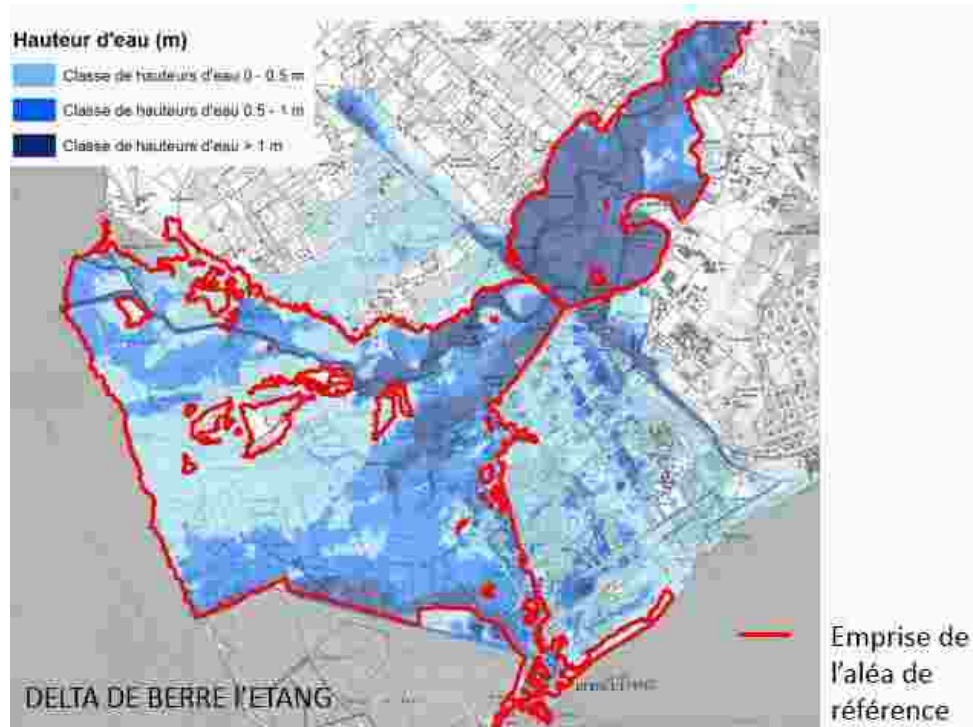 Hauteur d'eau (m)
Classe de hauteurs d'eau 0 - 0.5 m
Classe de hauteurs d'eau 0.5 - 1 m
Classe de hauteurs d'eau > 1 m
Emprise de
l'aléa de
référence
DELTA DE BERRE l'ETANG